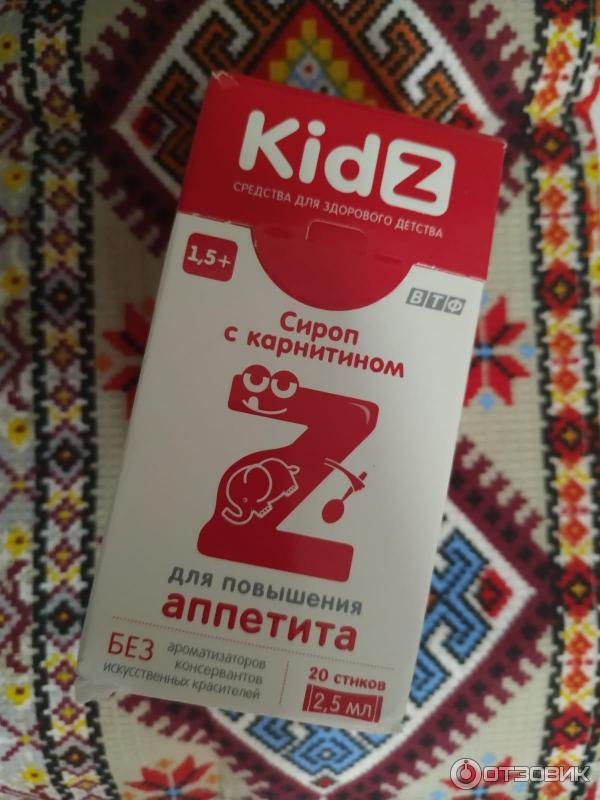 KidZ
СРЕДСТВА ДЛЯ ЗДОРОВОГО ДЕТСТВА
1,5+
ВТФ
Сироп
с карнитином
Z
для повышения
аппетита
БЕЗ ароматизаторов
консервантов
искусственных красителей
20 стиков
2,5 мл
ОТЗОВИК